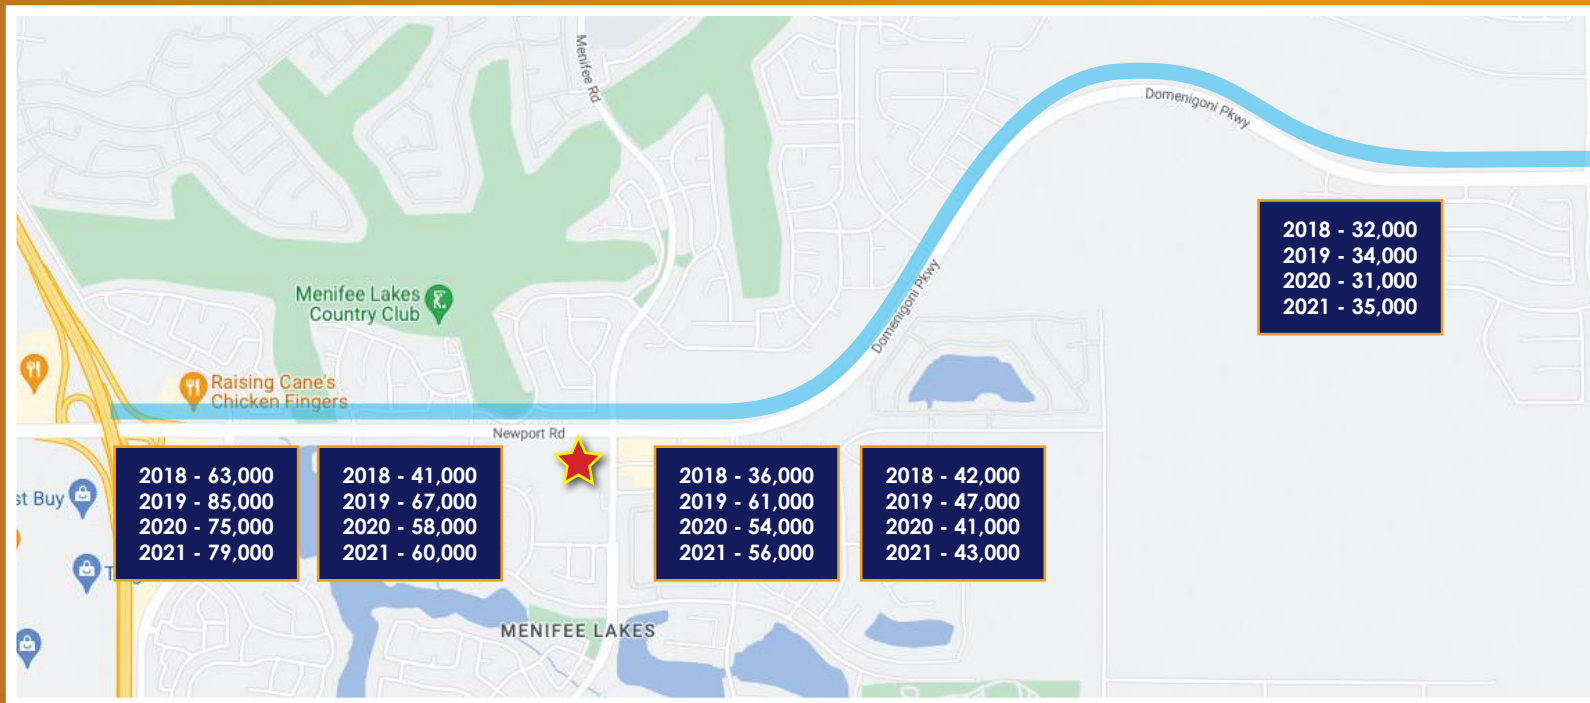 Menifee Rd
Domenigoni Pkwy
2018 - 32,000
2019 - 34,000
2020 - 31,000
2021 - 35,000
Menifee Lakes
Country Club
Domenigoni Pkwy
Raising Cane's
Chicken Fingers
Newport Rd
2018 - 63,000
2019 - 85,000
2020 - 75,000
2021 - 79,000
2018 - 41,000
2019 - 67,000
2020 - 58,000
2021 - 60,000
2018 - 36,000
2019 - 61,000
2020 - 54,000
2021 - 56,000
2018 - 42,000
2019 - 47,000
2020 - 41,000
2021 - 43,000
st Buy
MENIFEE LAKES